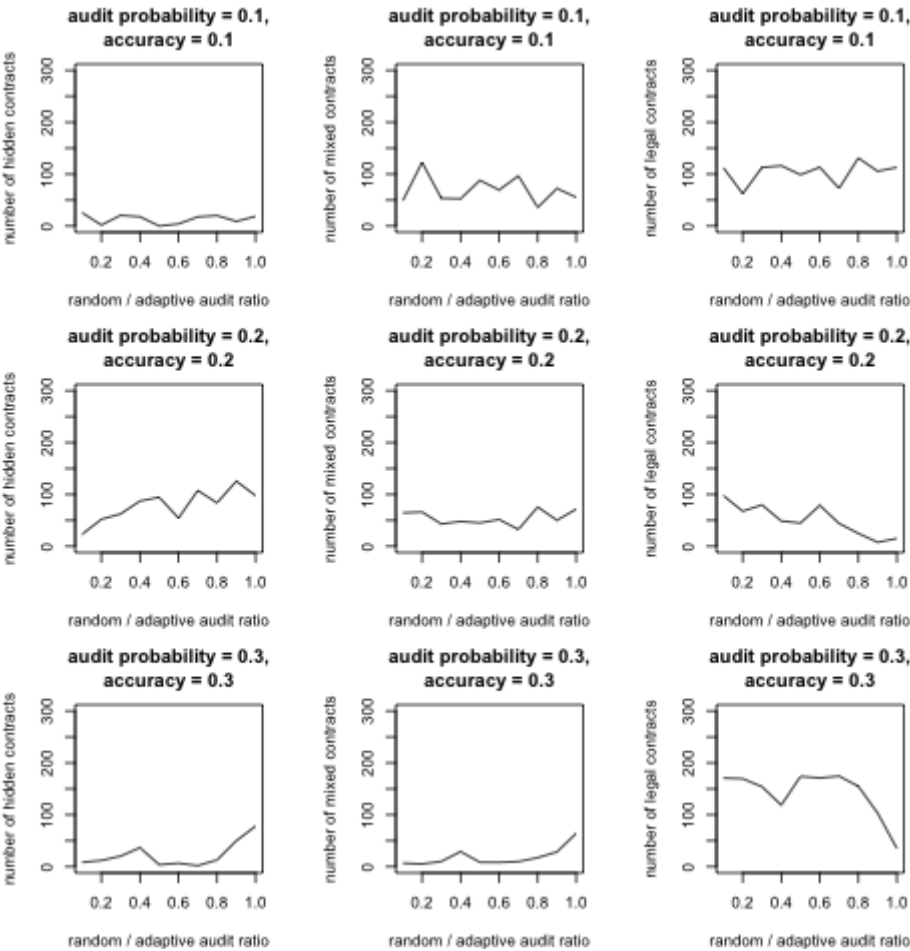 audit probability = 0.1,
accuracy = 0.1
number of hidden contracts
300
200
100
0
0.2 0.4 0.6 0.8 1.0
random / adaptive audit ratio
audit probability = 0.1,
accuracy = 0.1
number of mixed contracts
300
200
100
0
0.2 0.4 0.6 0.8 1.0
random / adaptive audit ratio
audit probability = 0.1,
accuracy = 0.1
number of legal contracts
300
200
100
0
0.2 0.4 0.6 0.8 1.0
random / adaptive audit ratio
audit probability = 0.2,
accuracy = 0.2
number of hidden contracts
300
200
100
0
0.2 0.4 0.6 0.8 1.0
random / adaptive audit ratio
audit probability = 0.2,
accuracy = 0.2
number of mixed contracts
300
200
100
0
0.2 0.4 0.6 0.8 1.0
random / adaptive audit ratio
audit probability = 0.2,
accuracy = 0.2
number of legal contracts
300
200
100
0
0.2 0.4 0.6 0.8 1.0
random / adaptive audit ratio
audit probability = 0.3,
accuracy = 0.3
number of hidden contracts
300
200
100
0
0.2 0.4 0.6 0.8 1.0
random / adaptive audit ratio
audit probability = 0.3,
accuracy = 0.3
number of mixed contracts
300
200
100
0
0.2 0.4 0.6 0.8 1.0
random / adaptive audit ratio
audit probability = 0.3,
accuracy = 0.3
number of legal contracts
300
200
100
0
0.2 0.4 0.6 0.8 1.0
random / adaptive audit ratio